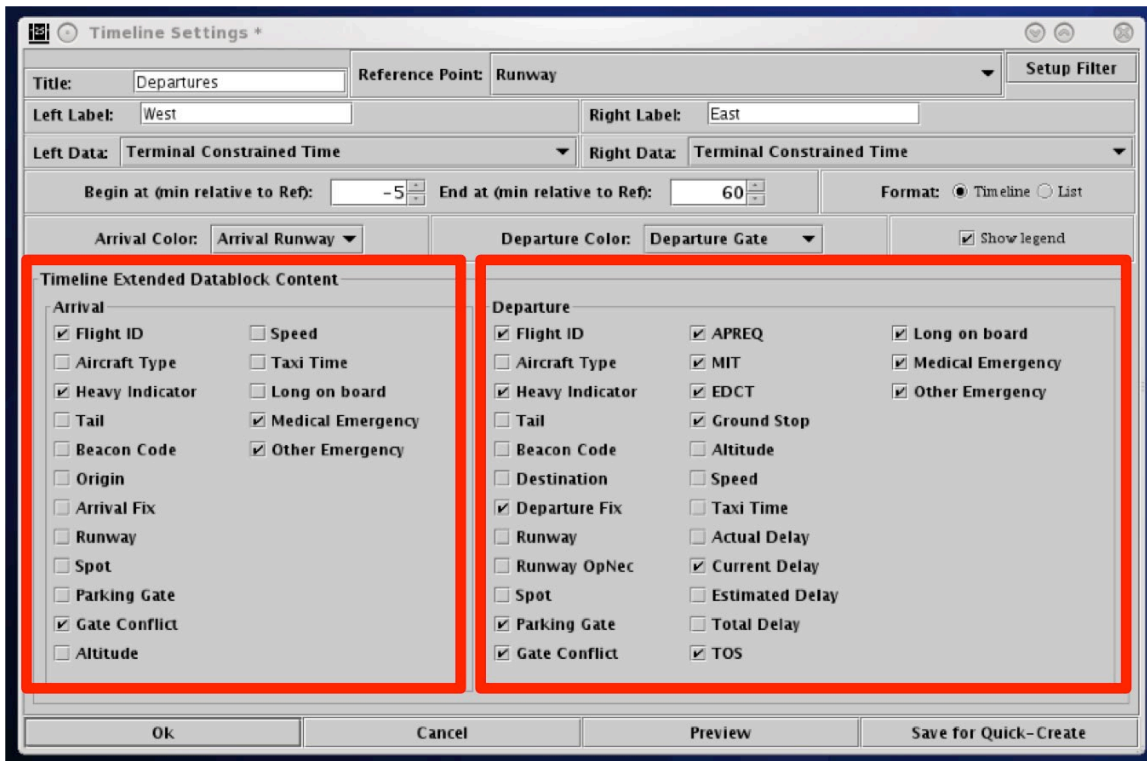 Timeline Settings *
Title: Departures Reference Point: Runway Setup Filter
Left Label: West Right Label: East
Left Data: Terminal Constrained Time Right Data: Terminal Constrained Time
Begin at (min relative to Ref): -5 End at (min relative to Ref): 60 Format: Timeline List
Arrival Color: Arrival Runway Departure Color: Departure Gate Show legend
Timeline Extended Datablock Content
Arrival
Flight ID Speed
Aircraft Type Taxi Time
Heavy Indicator Long on board
Tail Medical Emergency
Beacon Code Other Emergency
Origin
Arrival Fix
Runway
Spot
Parking Gate
Gate Conflict
Altitude
Departure
Flight ID APREQ Long on board
Aircraft Type MIT Medical Emergency
Heavy Indicator EDCT Other Emergency
Tail Ground Stop
Beacon Code Altitude
Destination Speed
Departure Fix Taxi Time
Runway Actual Delay
Runway OpNec Current Delay
Spot Estimated Delay
Parking Gate Total Delay
Gate Conflict TOS
Ok Cancel Preview Save for Quick-Create